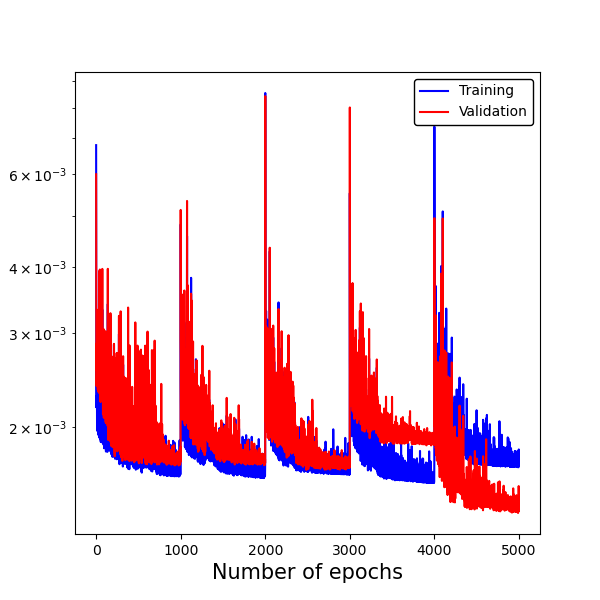 Training
Validation
6 × 10⁻³
4 × 10⁻³
3 × 10⁻³
2 × 10⁻³
0 1000 2000 3000 4000 5000
Number of epochs